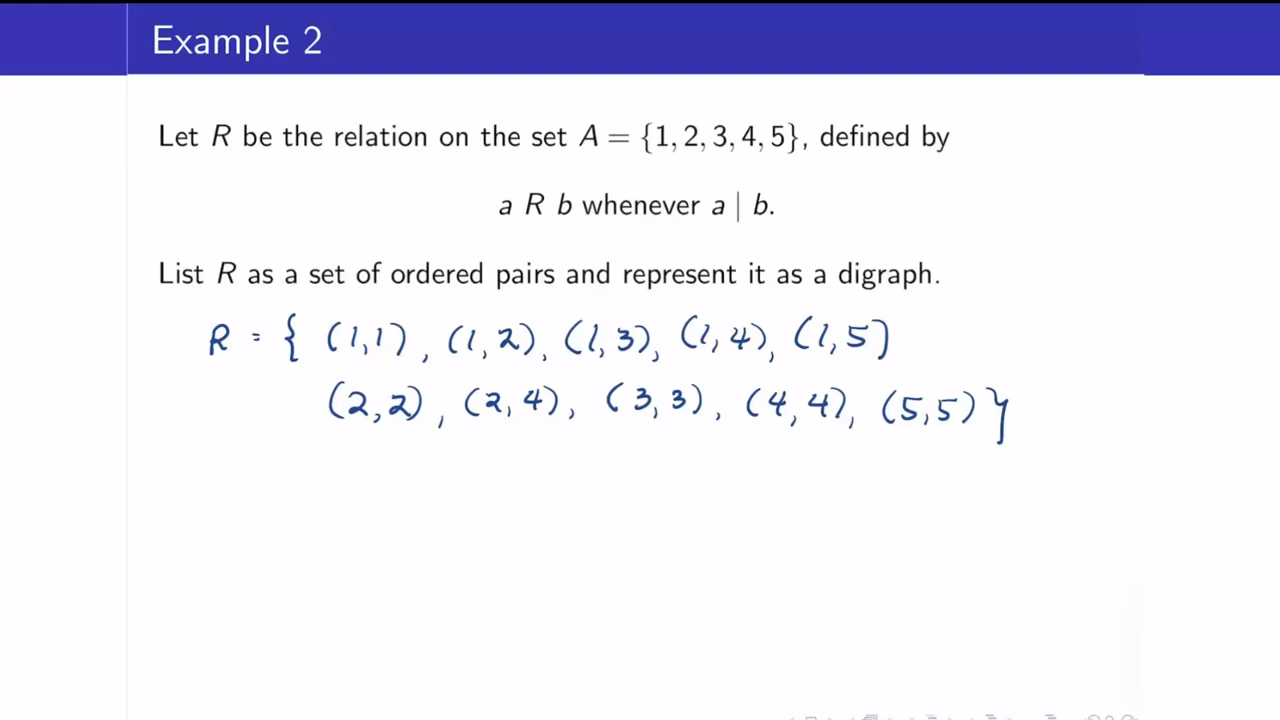 Example 2
Let R be the relation on the set A = {1, 2, 3, 4, 5}, defined by
a R b whenever a | b.
List R as a set of ordered pairs and represent it as a digraph.
R = { (1,1), (1,2), (1,3), (1,4), (1,5)
(2,2), (2,4), (3,3), (4,4), (5,5)}